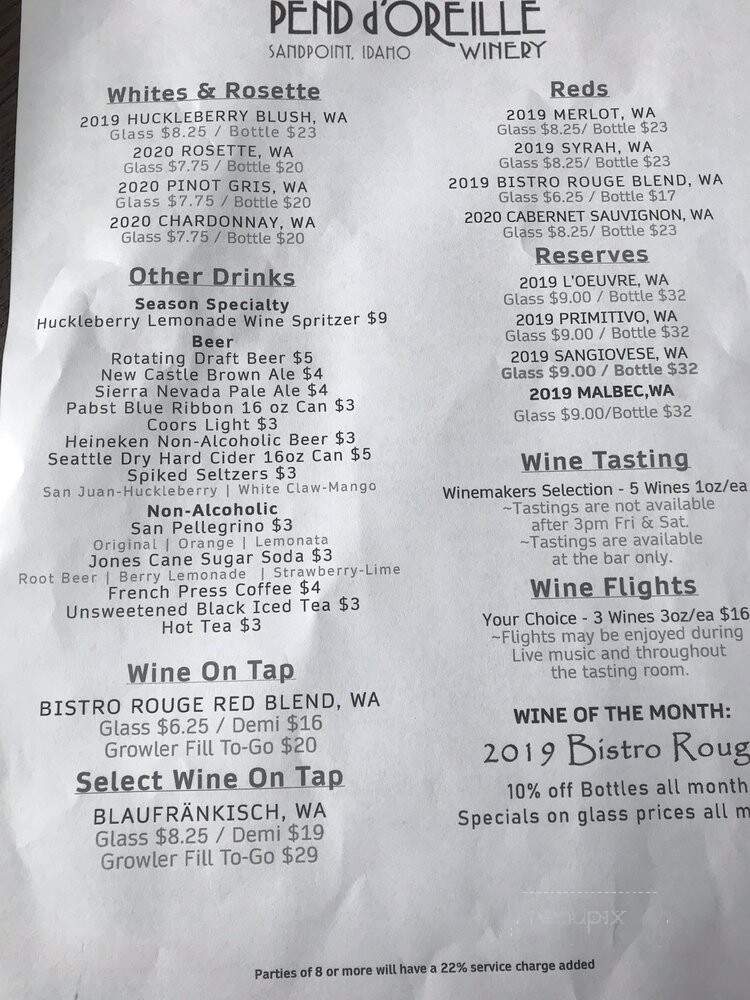 PEND d'OREILLE
SANDPOINT, IDAHO WINERY
Whites & Rosette
2019 HUCKLEBERRY BLUSH, WA
Glass $8.25 / Bottle $23
2020 ROSETTE, WA
Glass $7.75 / Bottle $20
2020 PINOT GRIS, WA
Glass $7.75 / Bottle $20
2020 CHARDONNAY, WA
Glass $7.75 / Bottle $20
Other Drinks
Season Specialty
Huckleberry Lemonade Wine Spritzer $9
Beer
Rotating Draft Beer $5
New Castle Brown Ale $4
Sierra Nevada Pale Ale $4
Pabst Blue Ribbon 16 oz Can $3
Coors Light $3
Heineken Non-Alcoholic Beer $3
Seattle Dry Hard Cider 16oz Can $5
Spiked Seltzers $3
San Juan-Huckleberry | White Claw-Mango
Non-Alcoholic
San Pellegrino $3
Original | Orange | Lemonata
Jones Cane Sugar Soda $3
Root Beer | Berry Lemonade | Strawberry-Lime
French Press Coffee $4
Unsweetened Black Iced Tea $3
Hot Tea $3
Wine On Tap
BISTRO ROUGE RED BLEND, WA
Glass $6.25 / Demi $16
Growler Fill To-Go $20
Select Wine On Tap
BLAUFRÄNKISCH, WA
Glass $8.25 / Demi $19
Growler Fill To-Go $29
Reds
2019 MERLOT, WA
Glass $8.25/ Bottle $23
2019 SYRAH, WA
Glass $8.25/ Bottle $23
2019 BISTRO ROUGE BLEND, WA
Glass $6.25 / Bottle $17
2020 CABERNET SAUVIGNON, WA
Glass $8.25/ Bottle $23
Reserves
2019 L'OEUVRE, WA
Glass $9.00 / Bottle $32
2019 PRIMITIVO, WA
Glass $9.00 / Bottle $32
2019 SANGIOVESE, WA
Glass $9.00 / Bottle $32
2019 MALBEC,WA
Glass $9.00/Bottle $32
Wine Tasting
Winemakers Selection - 5 Wines 1oz/ea
~Tastings are not available
after 3pm Fri & Sat.
~Tastings are available
at the bar only.
Wine Flights
Your Choice - 3 Wines 3oz/ea $16
~Flights may be enjoyed during
Live music and throughout
the tasting room.
WINE OF THE MONTH:
2019 Bistro Roug
10% off Bottles all month
Specials on glass prices all m
Parties of 8 or more will have a 22% service charge added